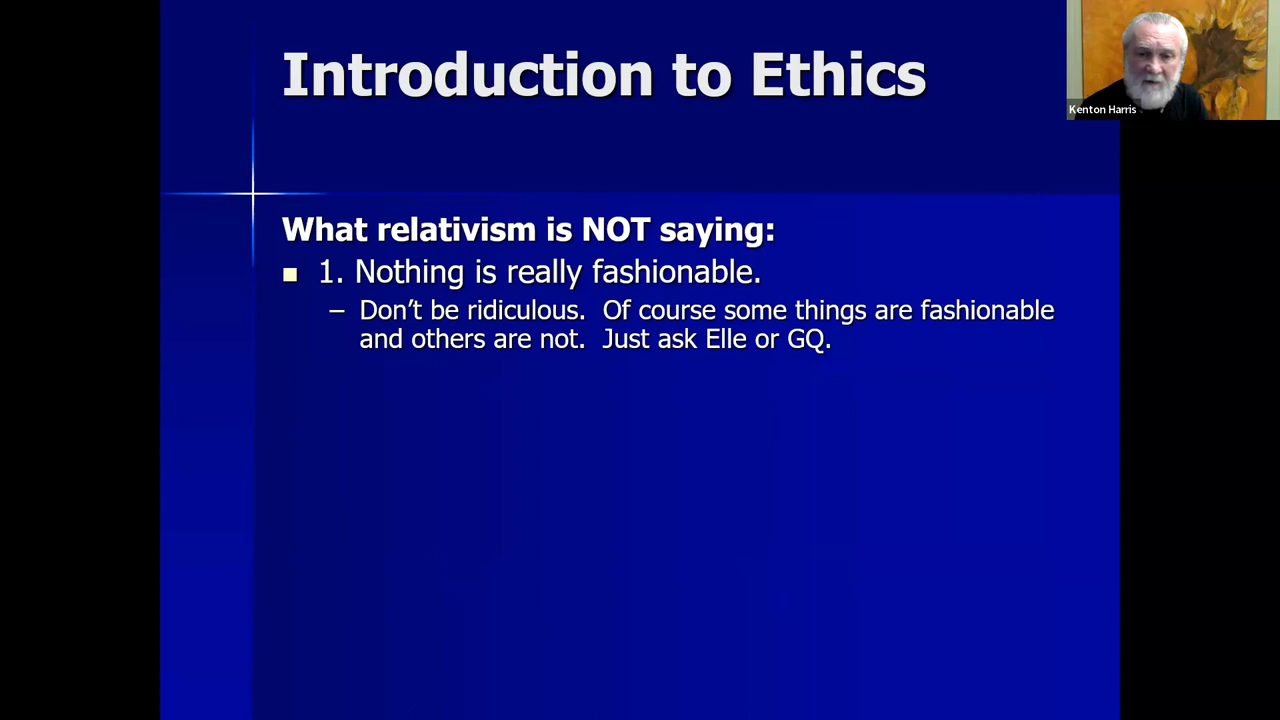 Introduction to Ethics
Kenton Harris
What relativism is NOT saying:
1. Nothing is really fashionable.
– Don’t be ridiculous.  Of course some things are fashionable
and others are not.  Just ask Elle or GQ.